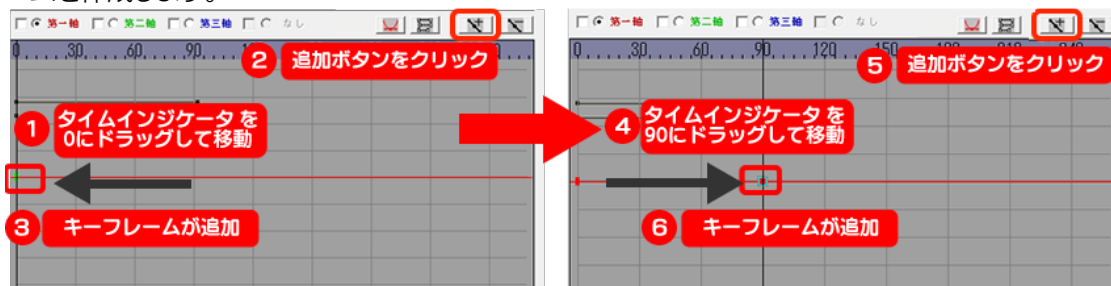 を作成します。
第一軸 第二軸 第三軸 なし
0 30 60 90
② 追加ボタンをクリック
① タイムインジケータ を
0にドラッグして移動
③ キーフレームが追加
第一軸 第二軸 第三軸 なし
0 30 60 90 120 150
⑤ 追加ボタンをクリック
④ タイムインジケータ を
90にドラッグして移動
⑥ キーフレームが追加